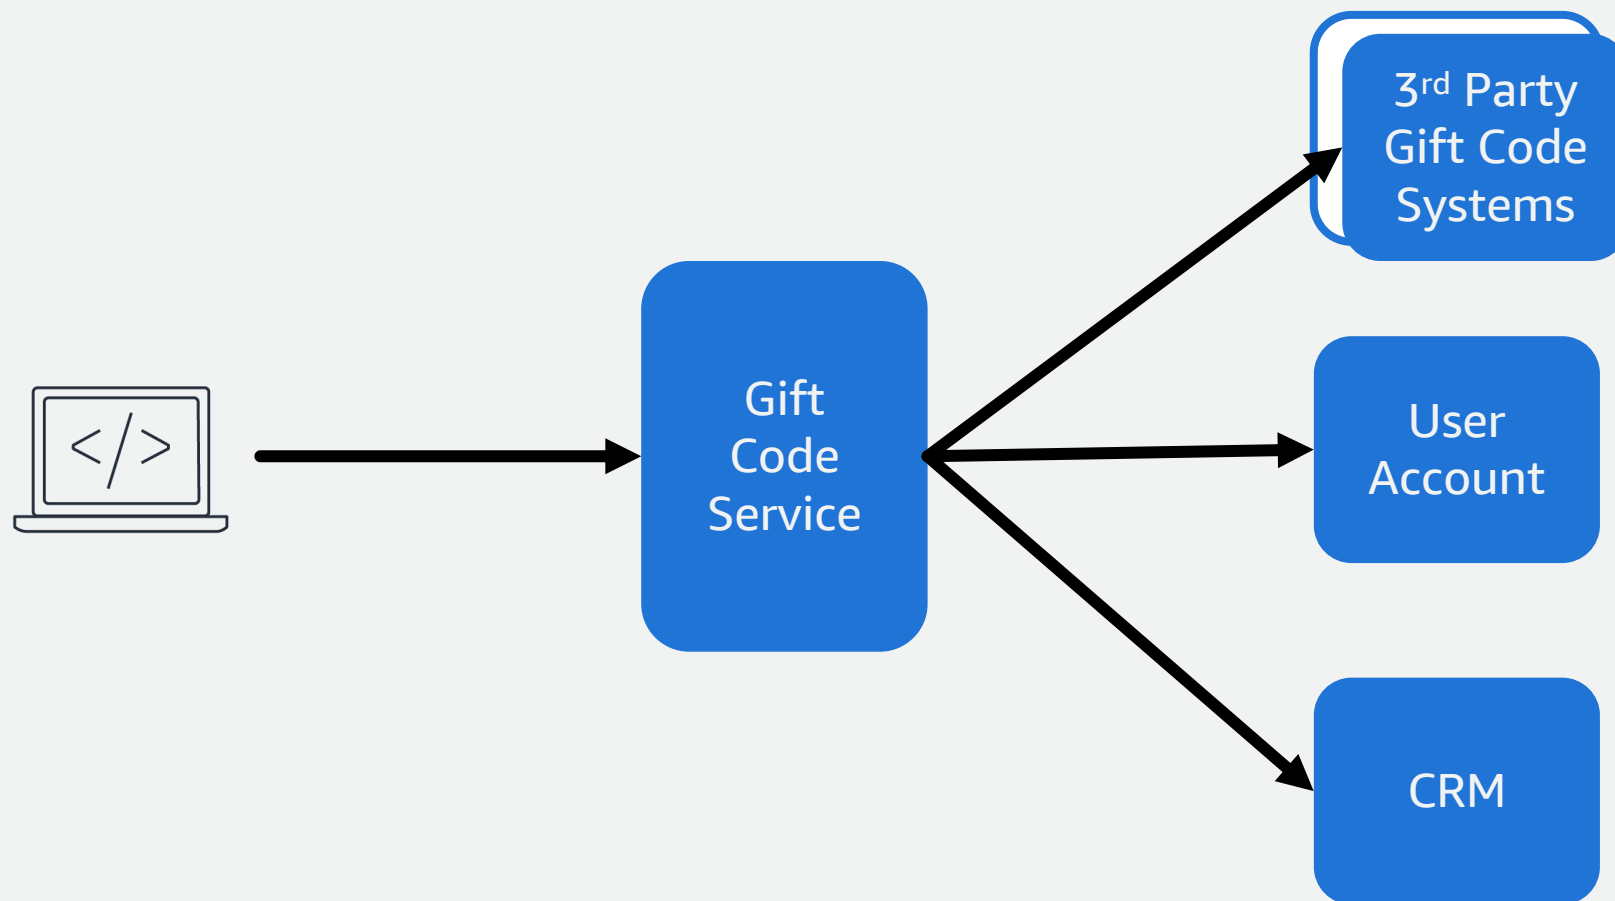 </>
Gift
Code
Service
3rd Party
Gift Code
Systems
User
Account
CRM